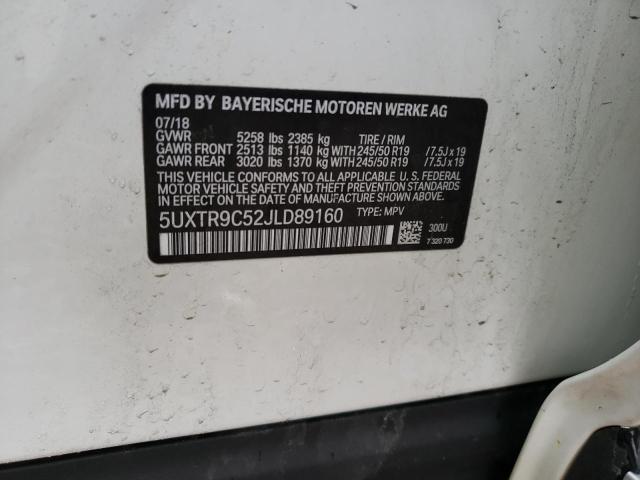 MFD BY BAYERISCHE MOTOREN WERKE AG
07/18
GVWR 5258 lbs 2385 kg TIRE / RIM
GAWR FRONT 2513 lbs 1140 kg WITH 245/50 R19 /7.5J x 19
GAWR REAR 3020 lbs 1370 kg WITH 245/50 R19 /7.5J x 19
THIS VEHICLE CONFORMS TO ALL APPLICABLE U. S. FEDERAL
MOTOR VEHICLE SAFETY, BUMPER, AND THEFT
PREVENTION STANDARDS IN EFFECT ON THE
DATE OF MANUFACTURE SHOWN ABOVE.
5UXTR9C52JLD89160 TYPE: MPV
300U
7 320 730